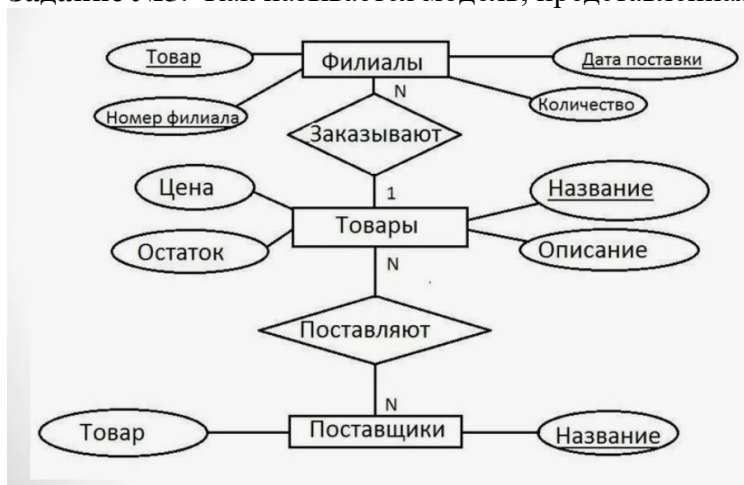 Товар
Филиалы
Дата поставки
Номер филиала
N
Количество
Заказывают
Цена
1
Название
Товары
Остаток
Описание
N
Поставляют
N
Товар
Поставщики
Название